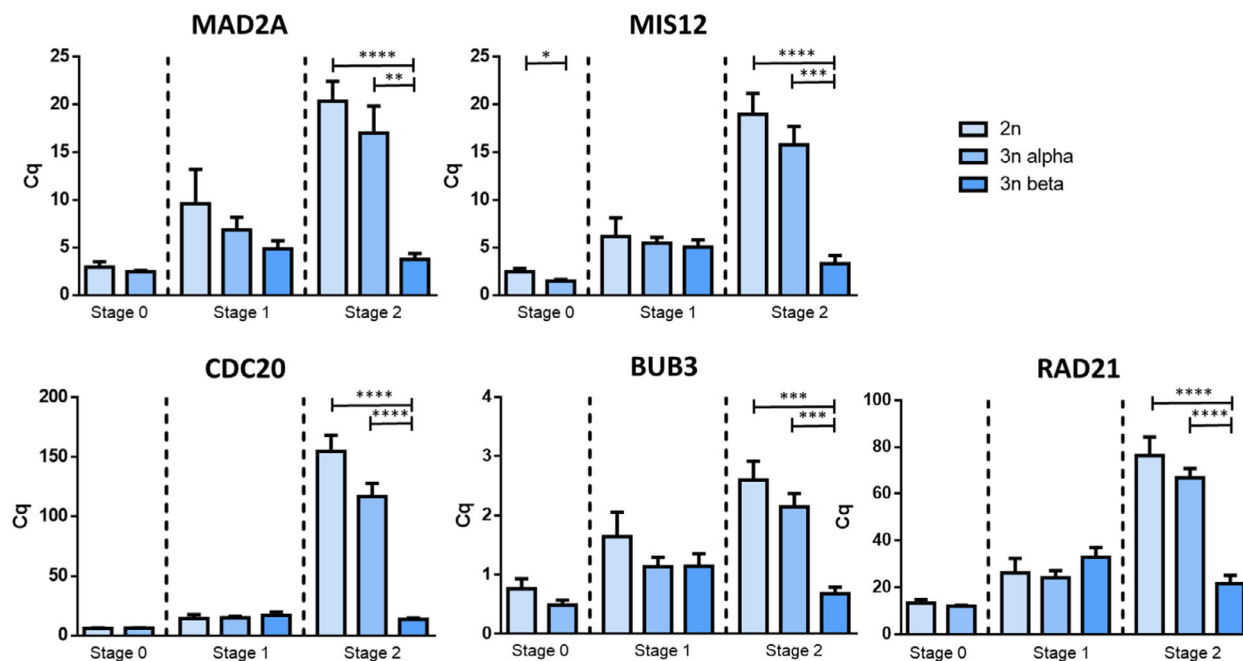 MAD2A
MIS12
25
20
15
10
5
0
Cq
****
**
Stage 0
Stage 1
Stage 2
25
20
15
10
5
0
Cq
*
****
***
Stage 0
Stage 1
Stage 2
2n
3n alpha
3n beta
CDC20
BUB3
RAD21
200
150
100
50
0
Cq
****
****
Stage 0
Stage 1
Stage 2
4
3
2
1
0
Cq
***
***
Stage 0
Stage 1
Stage 2
100
80
60
40
20
0
Cq
****
****
Stage 0
Stage 1
Stage 2